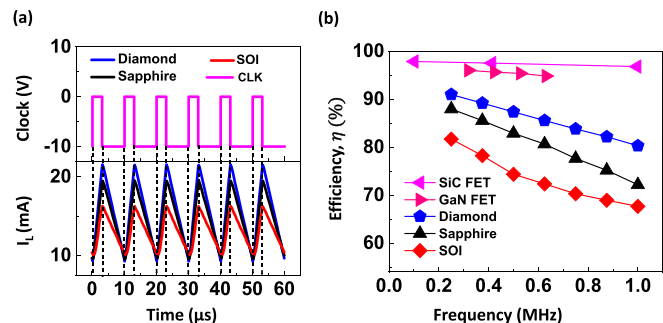 (a)
Diamond
SOI
Sapphire
CLK
Clock (V)
10
0
-10
I_L (mA)
20
10
0 10 20 30 40 50 60
Time (μs)
(b)
Efficiency, η (%)
100
90
80
70
60
SiC FET
GaN FET
Diamond
Sapphire
SOI
0.0 0.2 0.4 0.6 0.8 1.0
Frequency (MHz)